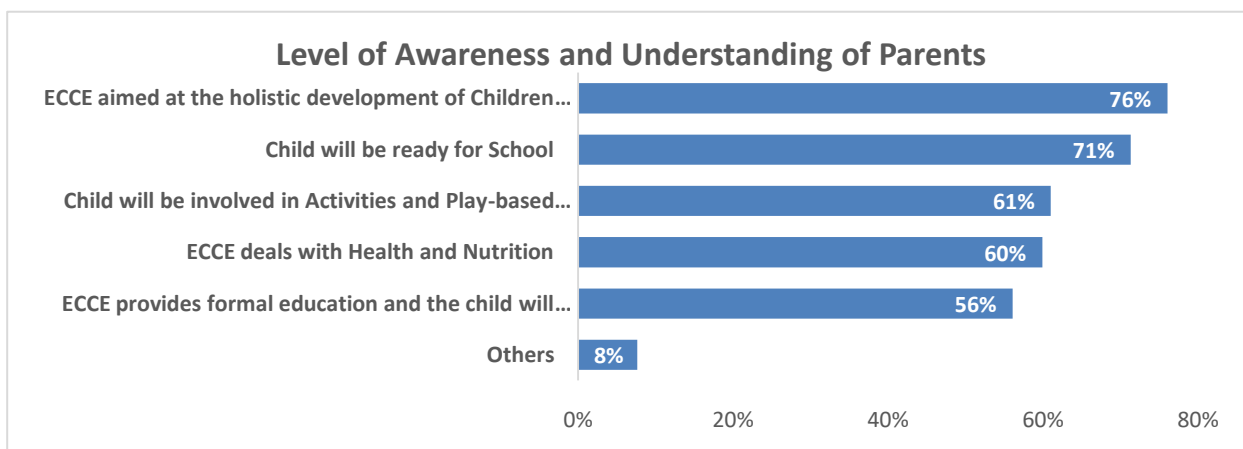 Level of Awareness and Understanding of Parents
ECCE aimed at the holistic development of Children... 76%
Child will be ready for School 71%
Child will be involved in Activities and Play-based... 61%
ECCE deals with Health and Nutrition 60%
ECCE provides formal education and the child will... 56%
Others 8%
0% 20% 40% 60% 80%